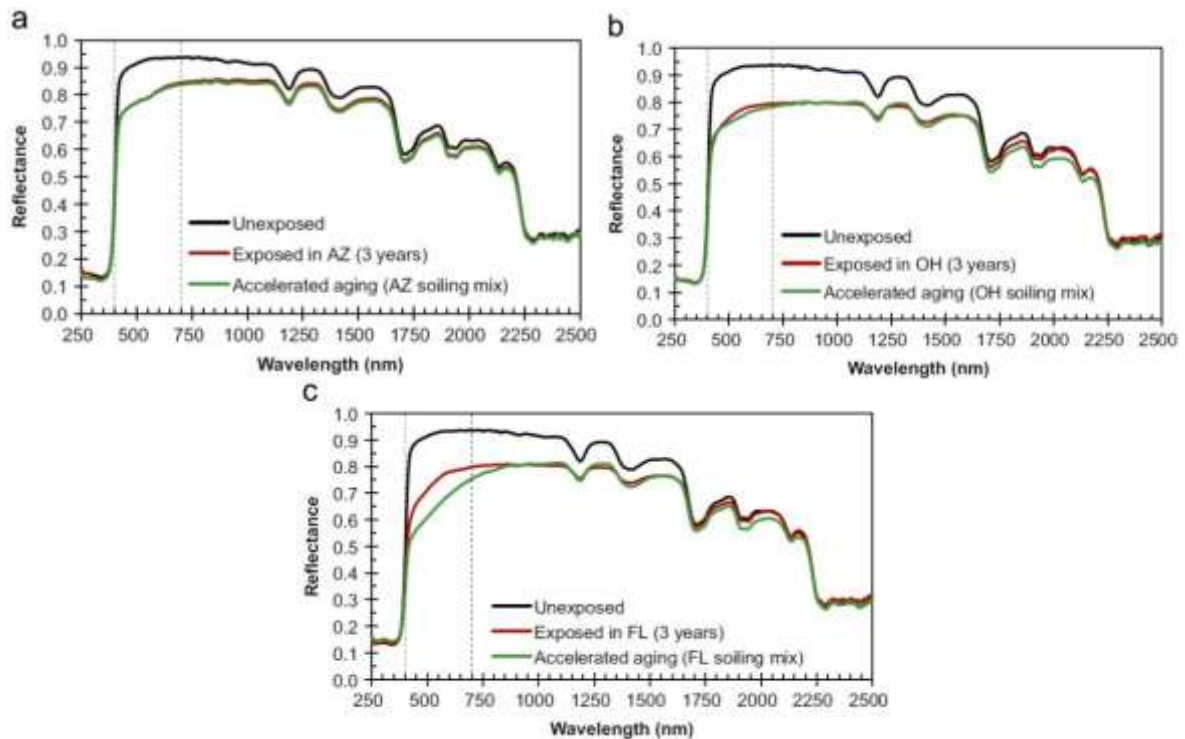 a
1.0
0.9
0.8
0.7
0.6
0.5
0.4
0.3
0.2
0.1
0.0
Reflectance
Unexposed
Exposed in AZ (3 years)
Accelerated aging (AZ soiling mix)
250 500 750 1000 1250 1500 1750 2000 2250 2500
Wavelength (nm)
b
1.0
0.9
0.8
0.7
0.6
0.5
0.4
0.3
0.2
0.1
0.0
Reflectance
Unexposed
Exposed in OH (3 years)
Accelerated aging (OH soiling mix)
250 500 750 1000 1250 1500 1750 2000 2250 2500
Wavelength (nm)
c
1.0
0.9
0.8
0.7
0.6
0.5
0.4
0.3
0.2
0.1
0.0
Reflectance
Unexposed
Exposed in FL (3 years)
Accelerated aging (FL soiling mix)
250 500 750 1000 1250 1500 1750 2000 2250 2500
Wavelength (nm)